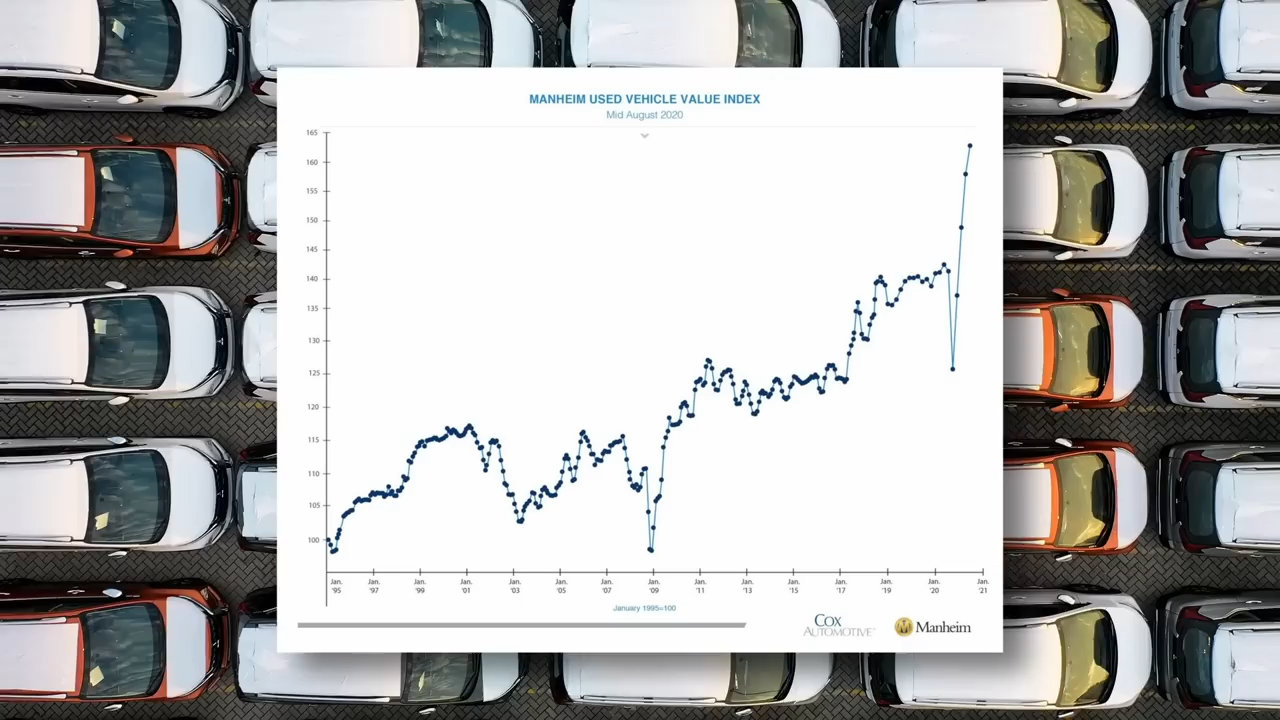 MANHEIM USED VEHICLE VALUE INDEX
Mid August 2020
165
160
155
150
145
140
135
130
125
120
115
110
105
100
Jan. Jan. Jan. Jan. Jan. Jan. Jan. Jan. Jan. Jan. Jan. Jan. Jan. Jan. Jan.
'95 '97 '99 '01 '03 '05 '07 '09 '11 '13 '15 '17 '19 '20 '21
January 1995=100
COX
AUTOMOTIVE
Manheim